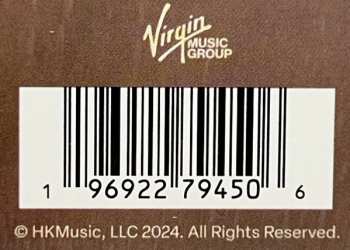 Virgin
MUSIC
GROUP
1 96922 79450 6
© HKMusic, LLC 2024. All Rights Reserved.